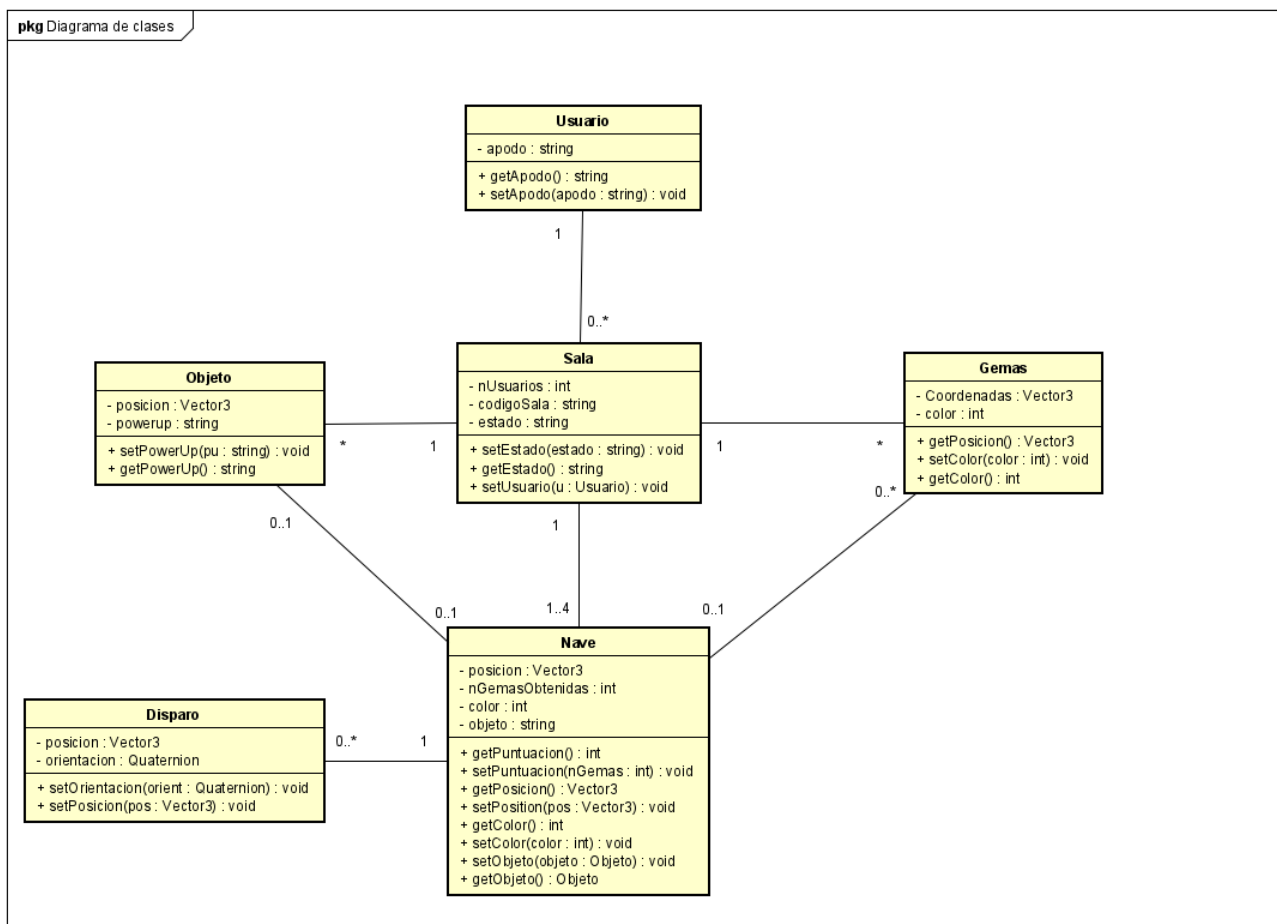 pkg Diagrama de clases
Usuario
- apodo : string
+ getApodo() : string
+ setApodo(apodo : string) : void
1
0..*
Objeto
- posicion : Vector3
- powerup : string
+ setPowerUp(pu : string) : void
+ getPowerUp() : string
*
1
0..1
0..1
Sala
- nUsuarios : int
- codigoSala : string
- estado : string
+ setEstado(estado : string) : void
+ getEstado() : string
+ setUsuario(u : Usuario) : void
1
1..4
Gemas
- Coordenadas : Vector3
- color : int
+ getPosicion() : Vector3
+ setColor(color : int) : void
+ getColor() : int
1
*
0..*
0..1
Nave
- posicion : Vector3
- nGemasObtenidas : int
- color : int
- objeto : string
+ getPuntuacion() : int
+ setPuntuacion(nGemas : int) : void
+ getPosicion() : Vector3
+ setPosition(pos : Vector3) : void
+ getColor() : int
+ setColor(color : int) : void
+ setObjeto(objeto : Objeto) : void
+ getObjeto() : Objeto
Disparo
- posicion : Vector3
- orientacion : Quaternion
+ setOrientacion(orient : Quaternion) : void
+ setPosicion(pos : Vector3) : void
0..*
1